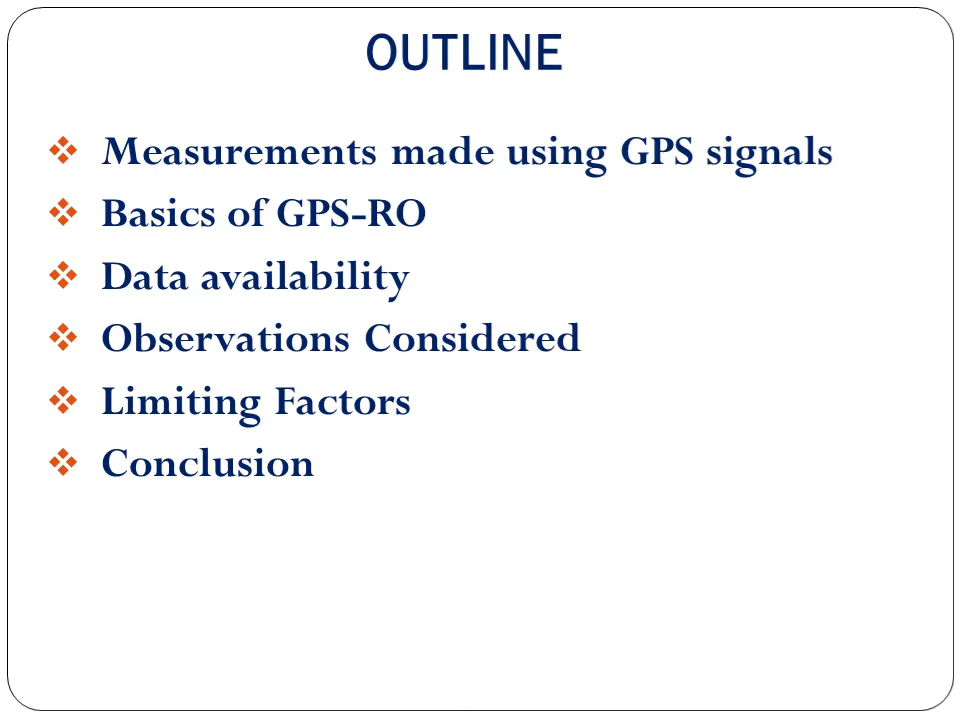 OUTLINE
❖ Measurements made using GPS signals
❖ Basics of GPS-RO
❖ Data availability
❖ Observations Considered
❖ Limiting Factors
❖ Conclusion